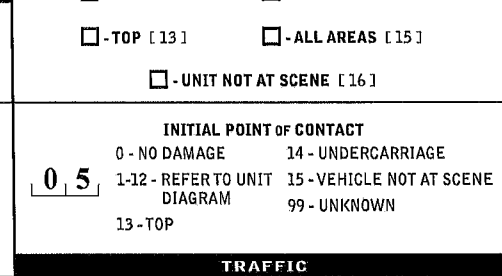 ☐ - TOP [13] ☐ - ALL AREAS [15]
☐ - UNIT NOT AT SCENE [16]
INITIAL POINT OF CONTACT
0 - NO DAMAGE 14 - UNDERCARRIAGE
0 5 1-12 - REFER TO UNIT 15 - VEHICLE NOT AT SCENE
DIAGRAM 99 - UNKNOWN
13 - TOP
TRAFFIC